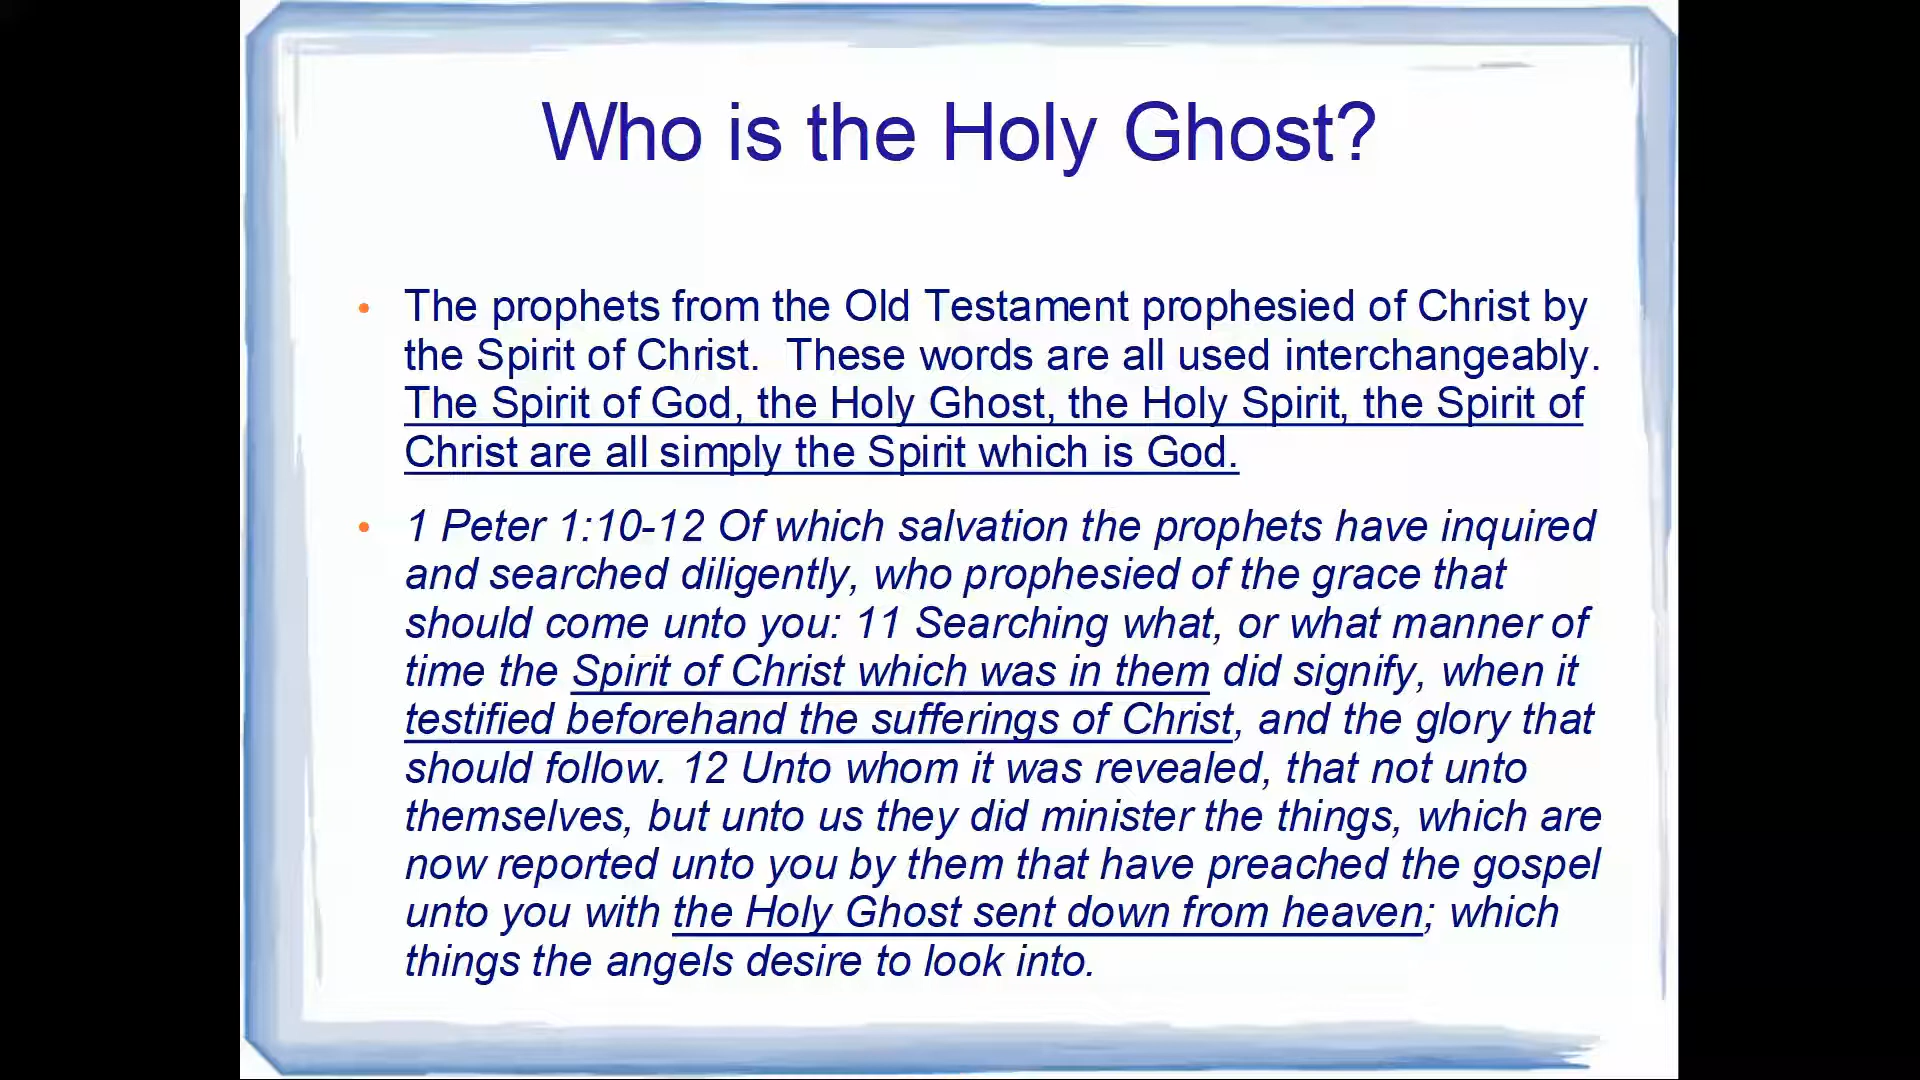 Who is the Holy Ghost?
• The prophets from the Old Testament prophesied of Christ by
the Spirit of Christ.  These words are all used interchangeably.
The Spirit of God, the Holy Ghost, the Holy Spirit, the Spirit of
Christ are all simply the Spirit which is God.
• 1 Peter 1:10-12 Of which salvation the prophets have inquired
and searched diligently, who prophesied of the grace that
should come unto you: 11 Searching what, or what manner of
time the Spirit of Christ which was in them did signify, when it
testified beforehand the sufferings of Christ, and the glory that
should follow. 12 Unto whom it was revealed, that not unto
themselves, but unto us they did minister the things, which are
now reported unto you by them that have preached the gospel
unto you with the Holy Ghost sent down from heaven; which
things the angels desire to look into.